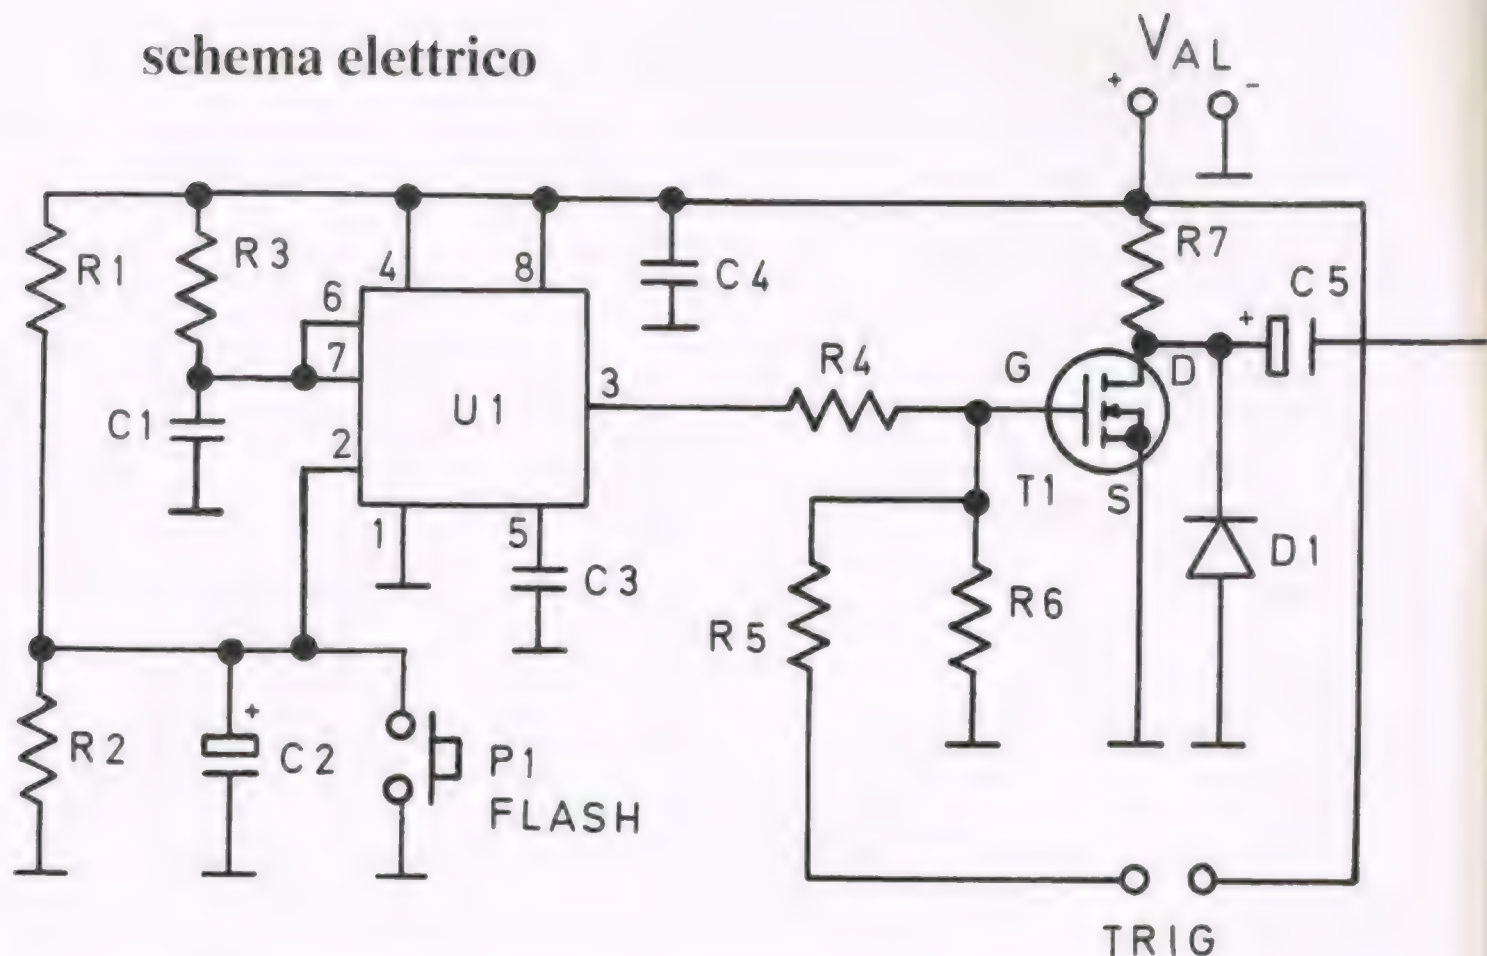 schema elettrico
VAL
+ -
R1
R3
4
8
C4
R7
C5
+
6
7
2
U1
3
R4
G
D
C1
1
5
C3
T1
S
D1
R5
R6
R2
+
C2
P1
FLASH
TRIG